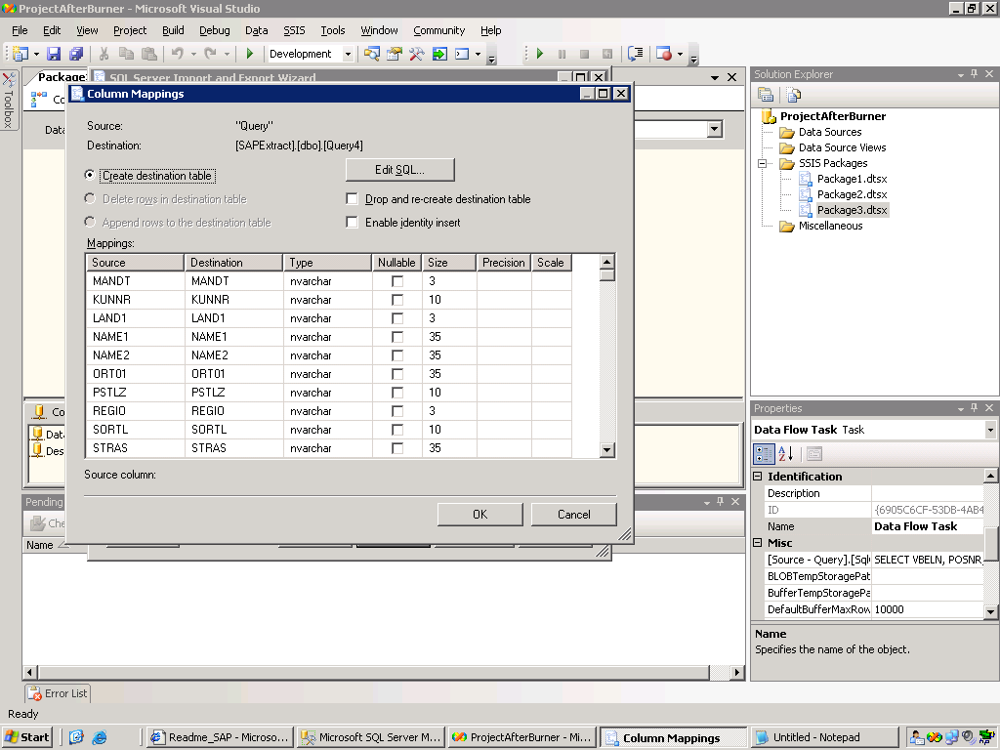 ProjectAfterBurner - Microsoft Visual Studio
File Edit View Project Build Debug Data SSIS Tools Window Community Help
Development
Toolbox
Package
SQL Server Import and Export Wizard
Co
Data
Column Mappings
Source: "Query"
Destination: [SAPExtract].[dbo].[Query4]
Create destination table
Edit SQL...
Delete rows in destination table
Drop and re-create destination table
Append rows to the destination table
Enable identity insert
Mappings:
Source Destination Type Nullable Size Precision Scale
MANDT MANDT nvarchar 3
KUNNR KUNNR nvarchar 10
LAND1 LAND1 nvarchar 3
NAME1 NAME1 nvarchar 35
NAME2 NAME2 nvarchar 35
ORT01 ORT01 nvarchar 35
PSTLZ PSTLZ nvarchar 10
REGIO REGIO nvarchar 3
SORTL SORTL nvarchar 10
STRAS STRAS nvarchar 35
Source column:
OK Cancel
Co
Data
Des
Pending
Che
Name
Error List
Solution Explorer
ProjectAfterBurner
Data Sources
Data Source Views
SSIS Packages
Package1.dtsx
Package2.dtsx
Package3.dtsx
Miscellaneous
Properties
Data Flow Task Task
Identification
Description
ID {6905C6CF-53DB-4AB4
Name Data Flow Task
Misc
[Source - Query].[Sql SELECT VBELN, POSNR
BLOBTempStoragePat
BufferTempStoragePa
DefaultBufferMaxRow 10000
Name
Specifies the name of the object.
Ready
Start
Readme_SAP - Microso...
Microsoft SQL Server M...
ProjectAfterBurner - Mi...
Column Mappings
Untitled - Notepad